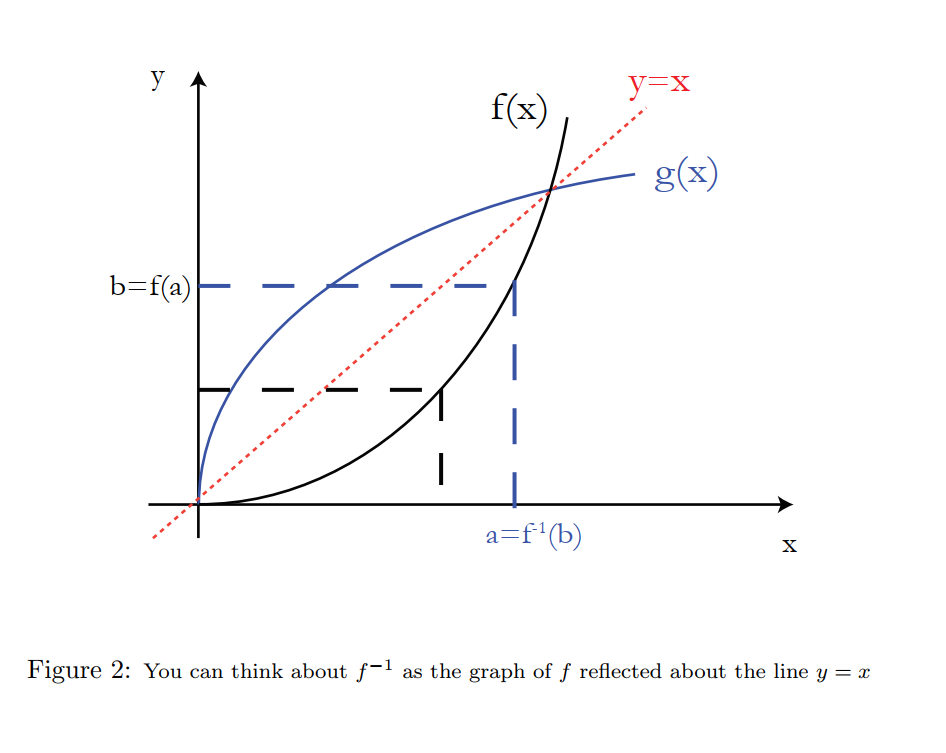 y
y=x
f(x)
g(x)
b=f(a)
a=f⁻¹(b)
x
Figure 2: You can think about f⁻¹ as the graph of f reflected about the line y = x